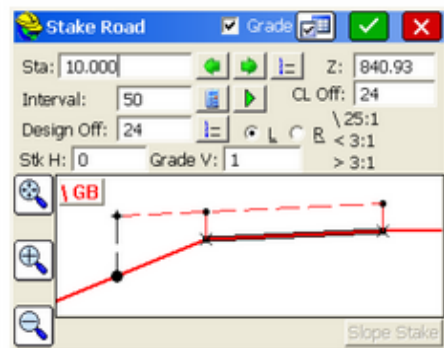 Stake Road Grade
Sta: 10.000 Z: 840.93
Interval: 50 CL Off: 24
Design Off: 24 L R \ 25:1
< 3:1
Stk H: 0 Grade V: 1 > 3:1
\ GB
Slope Stake